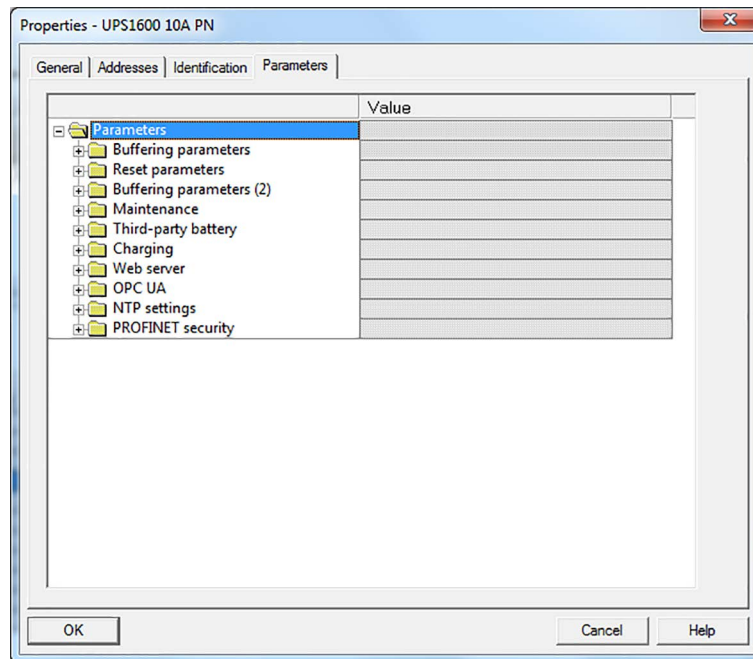 Properties - UPS1600 10A PN
General
Addresses
Identification
Parameters
Value
Parameters
Buffering parameters
Reset parameters
Buffering parameters (2)
Maintenance
Third-party battery
Charging
Web server
OPC UA
NTP settings
PROFINET security
OK
Cancel
Help